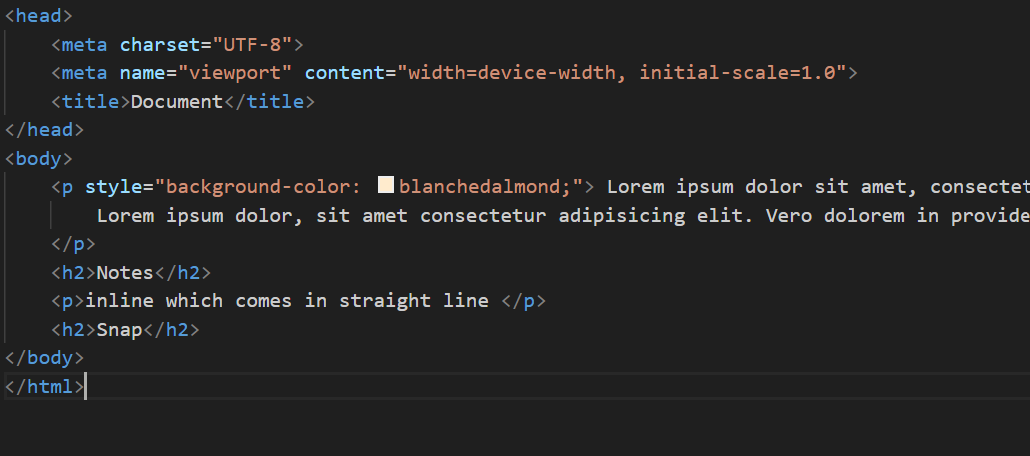 <head>
<meta charset="UTF-8">
<meta name="viewport" content="width=device-width, initial-scale=1.0">
<title>Document</title>
</head>
<body>
<p style="background-color: blanchedalmond;"> Lorem ipsum dolor sit amet,
Lorem ipsum dolor, sit amet consectetur adipisicing elit. Vero dolorem in
</p>
<h2>Notes</h2>
<p>inline which comes in straight line </p>
<h2>Snap</h2>
</body>
</html>